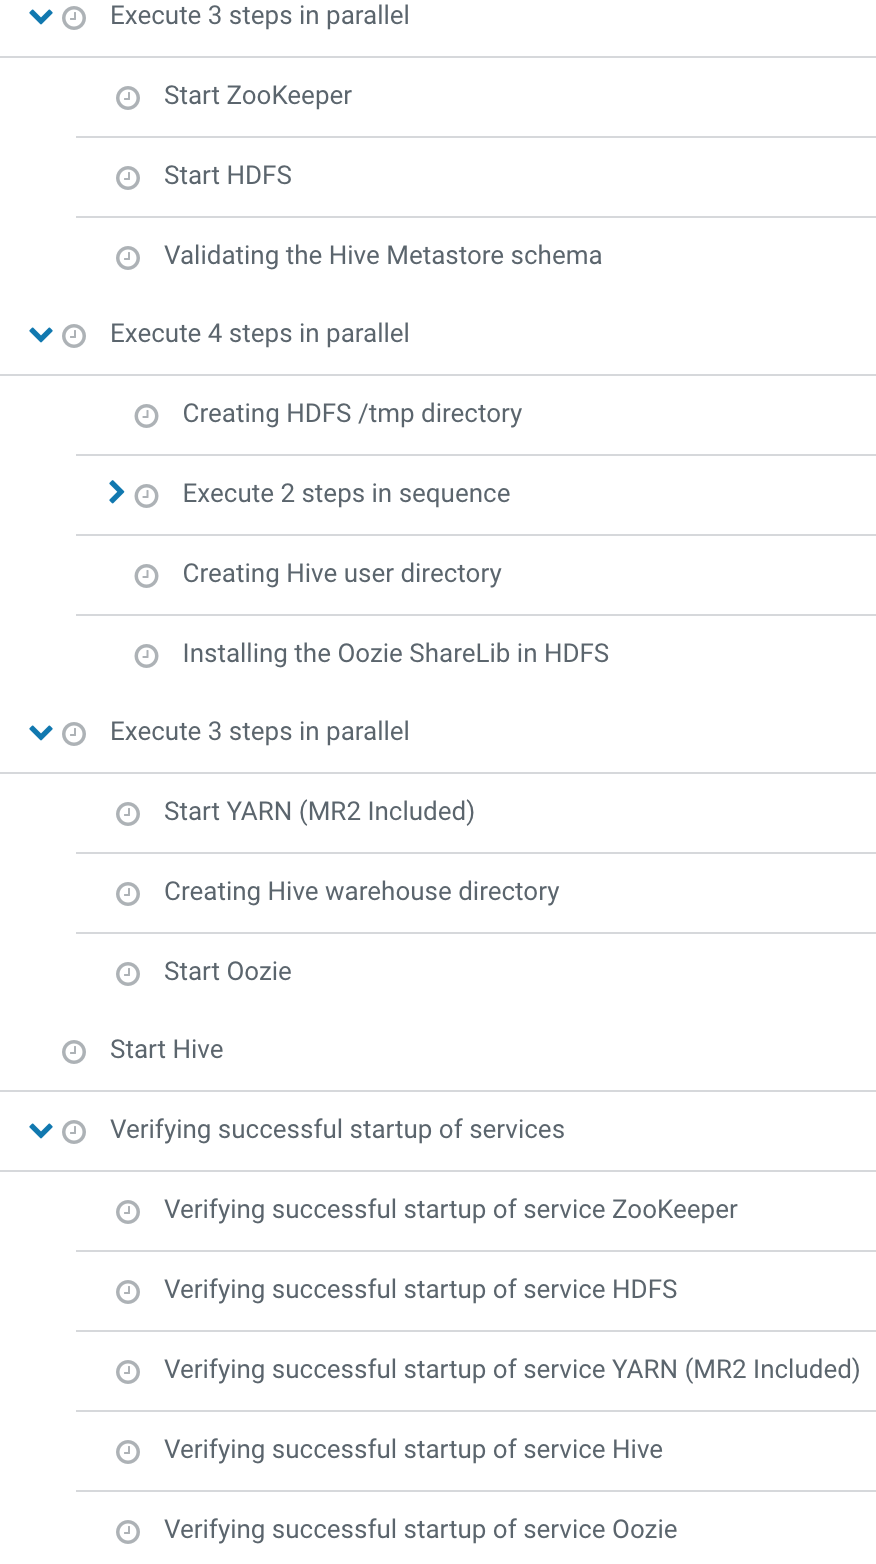 Execute 3 steps in parallel
Start ZooKeeper
Start HDFS
Validating the Hive Metastore schema
Execute 4 steps in parallel
Creating HDFS /tmp directory
Execute 2 steps in sequence
Creating Hive user directory
Installing the Oozie ShareLib in HDFS
Execute 3 steps in parallel
Start YARN (MR2 Included)
Creating Hive warehouse directory
Start Oozie
Start Hive
Verifying successful startup of services
Verifying successful startup of service ZooKeeper
Verifying successful startup of service HDFS
Verifying successful startup of service YARN (MR2 Included)
Verifying successful startup of service Hive
Verifying successful startup of service Oozie